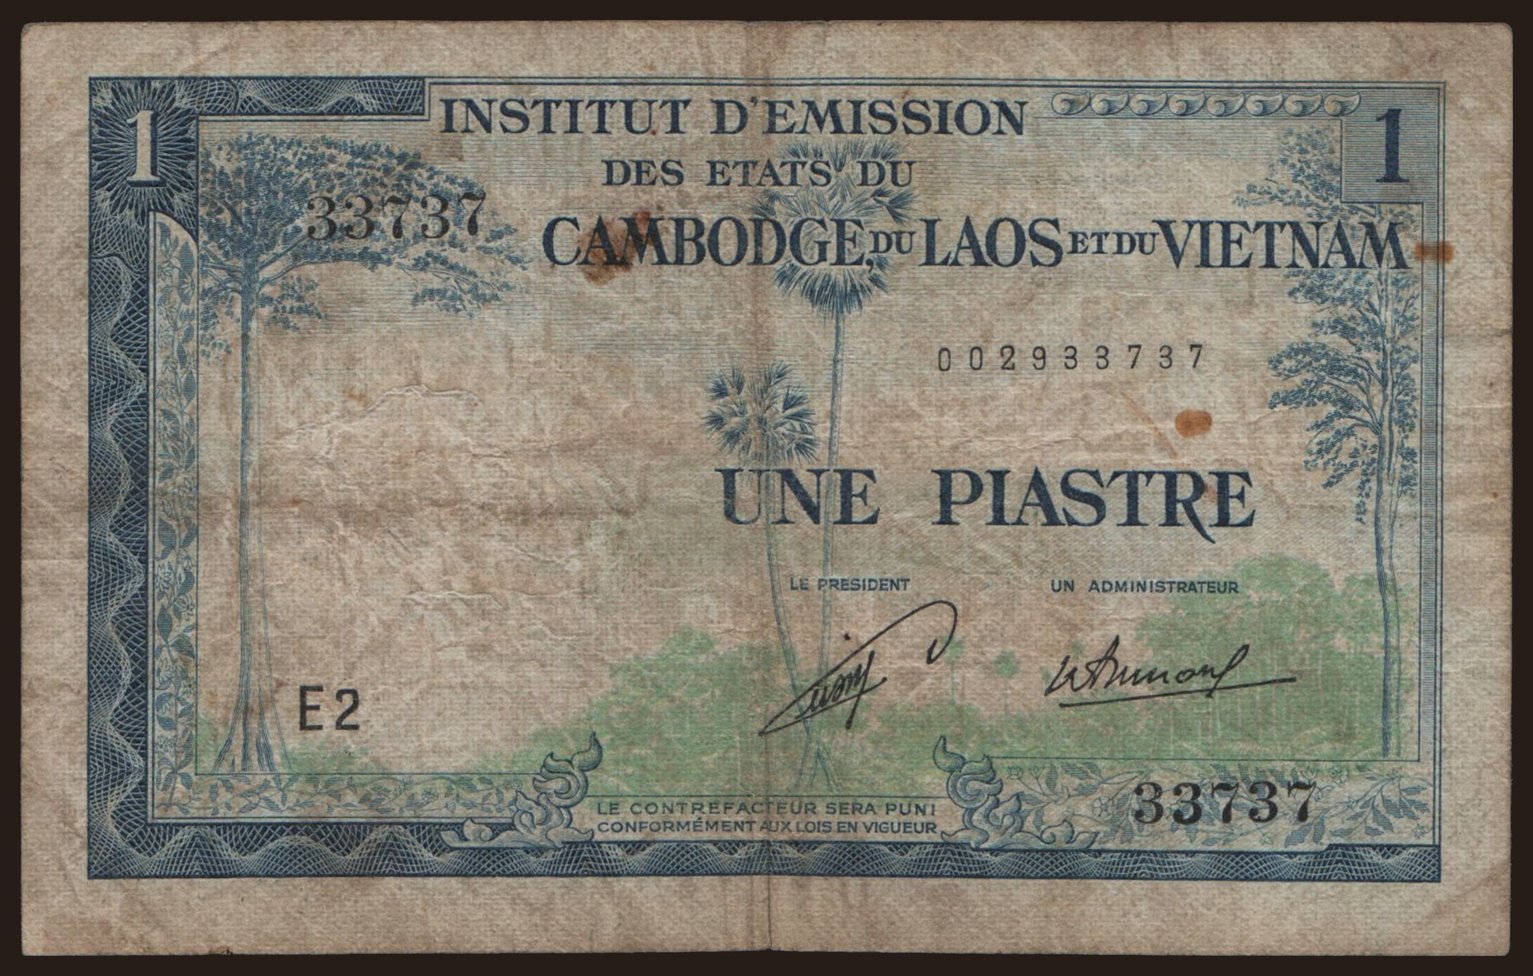 1
INSTITUT D'EMISSION
1
DES ETATS DU
33737
CAMBODGE, DU LAOS ET DU VIETNAM
002933737
UNE PIASTRE
LE PRESIDENT
UN ADMINISTRATEUR
E2
33737
LE CONTREFACTEUR SERA PUNI
CONFORMÉMENT AUX LOIS EN VIGUEUR